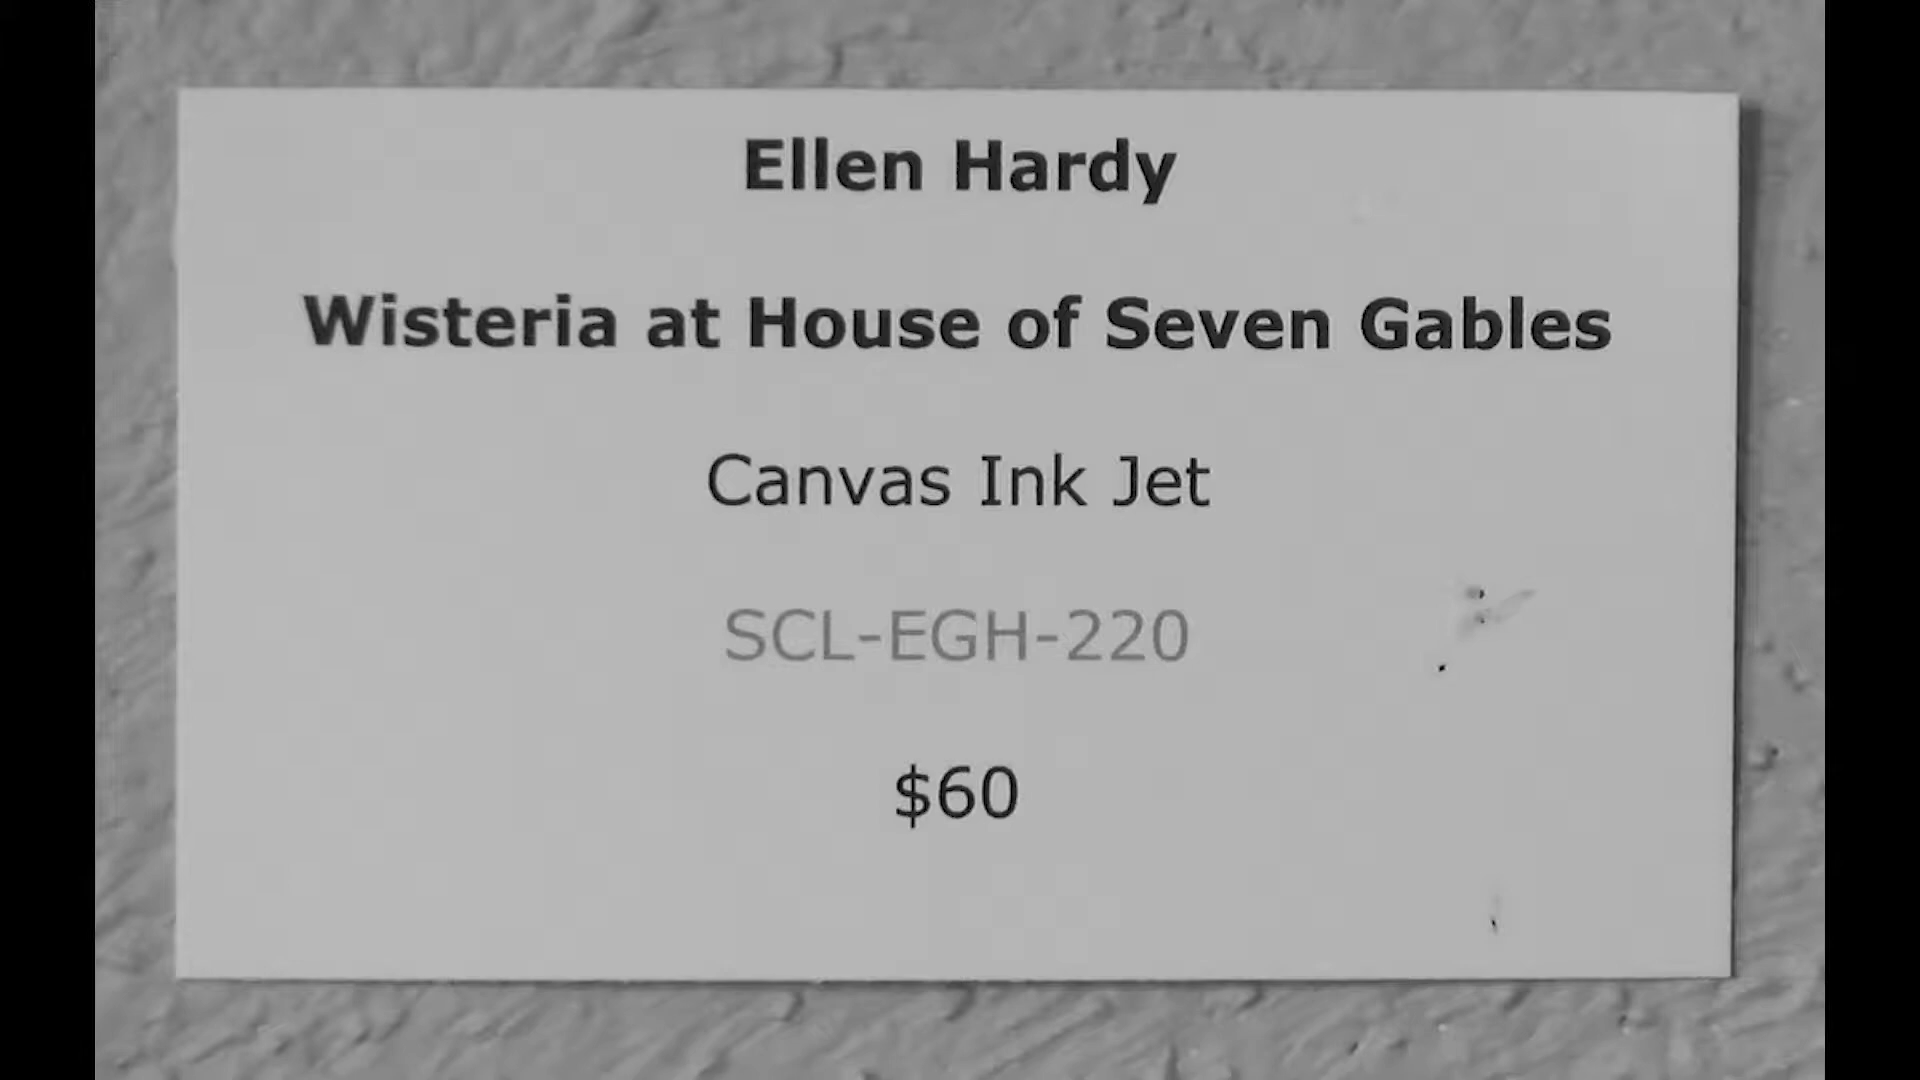 Ellen Hardy
Wisteria at House of Seven Gables
Canvas Ink Jet
SCL-EGH-220
$60